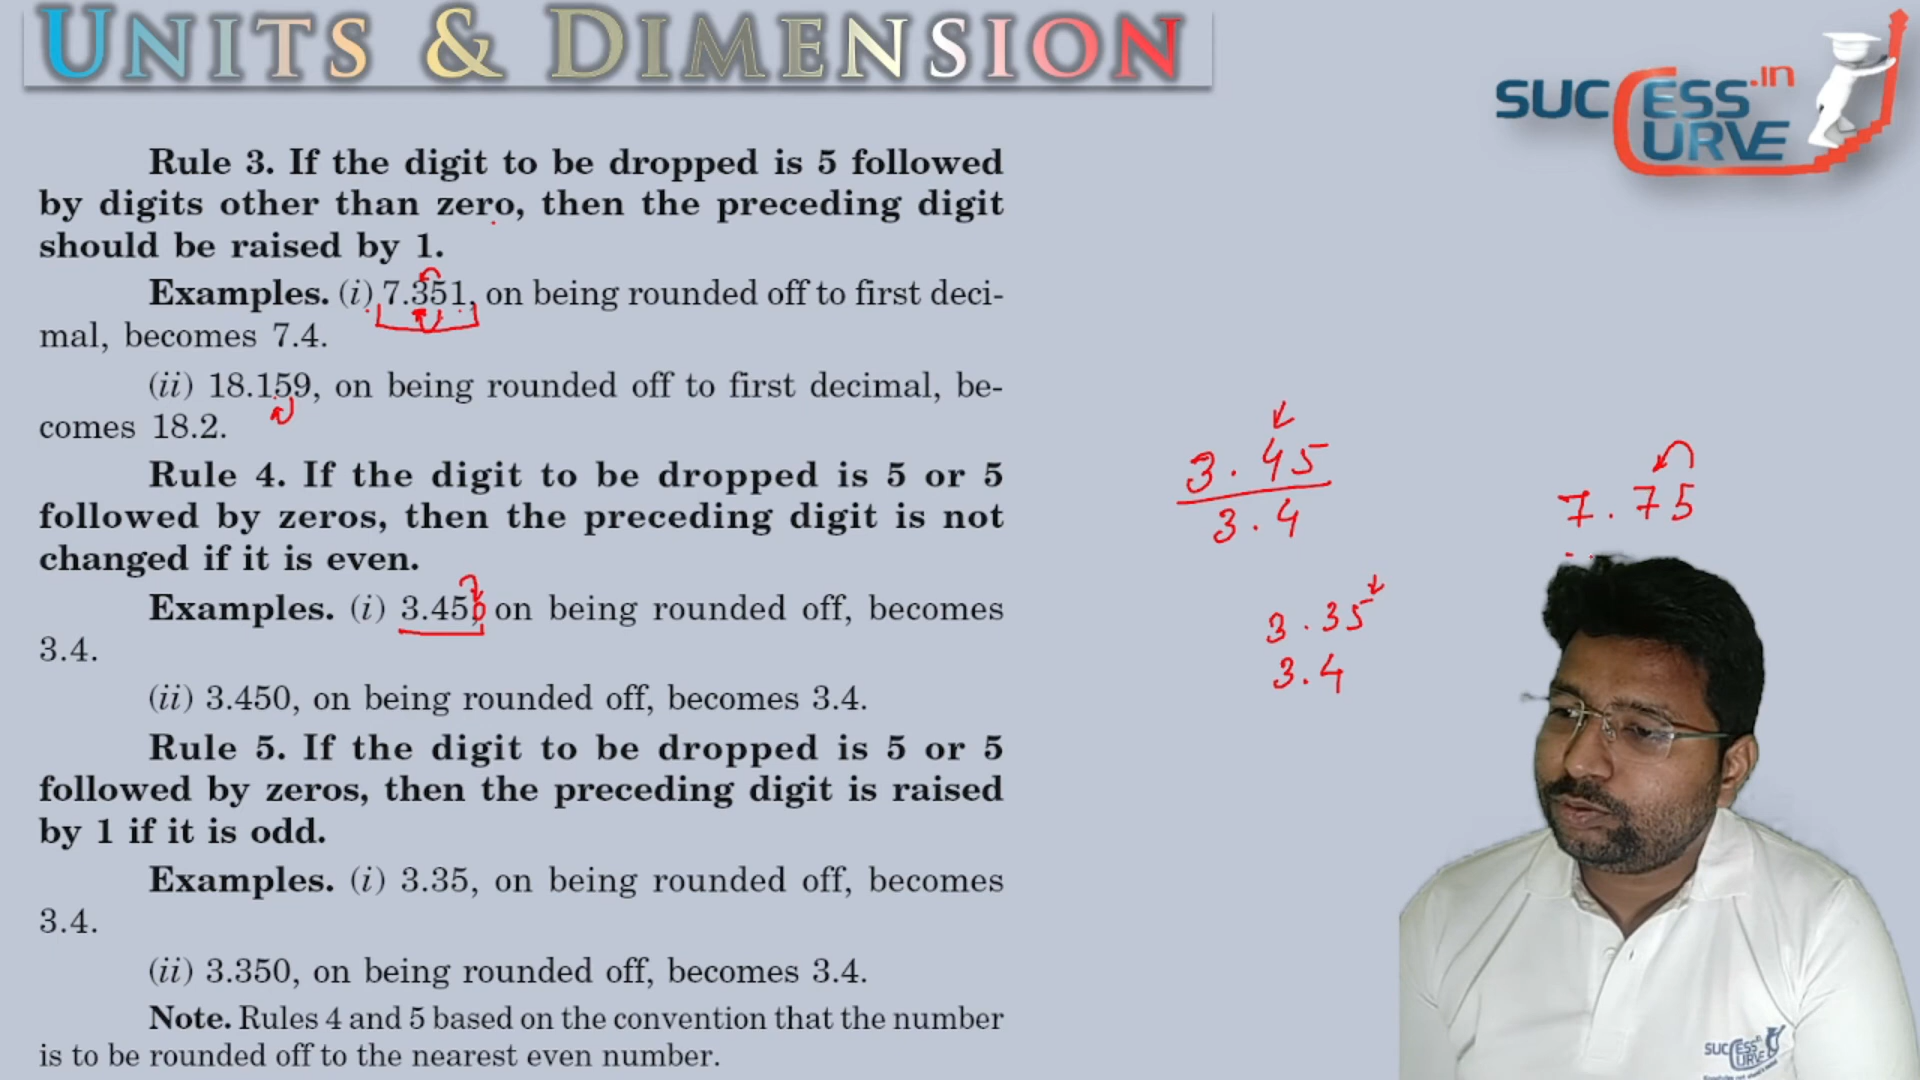 UNITS & DIMENSION
SUCCESS CURVE.in
Rule 3. If the digit to be dropped is 5 followed
by digits other than zero, then the preceding digit
should be raised by 1.
Examples. (i) 7.351, on being rounded off to first deci-
mal, becomes 7.4.
(ii) 18.159, on being rounded off to first decimal, be-
comes 18.2.
Rule 4. If the digit to be dropped is 5 or 5
followed by zeros, then the preceding digit is not
changed if it is even.
Examples. (i) 3.45, on being rounded off, becomes
3.4.
(ii) 3.450, on being rounded off, becomes 3.4.
Rule 5. If the digit to be dropped is 5 or 5
followed by zeros, then the preceding digit is raised
by 1 if it is odd.
Examples. (i) 3.35, on being rounded off, becomes
3.4.
(ii) 3.350, on being rounded off, becomes 3.4.
Note. Rules 4 and 5 based on the convention that the number
is to be rounded off to the nearest even number.
3.45
3.4
7.75
3.35
3.4
SUCCESS CURVE